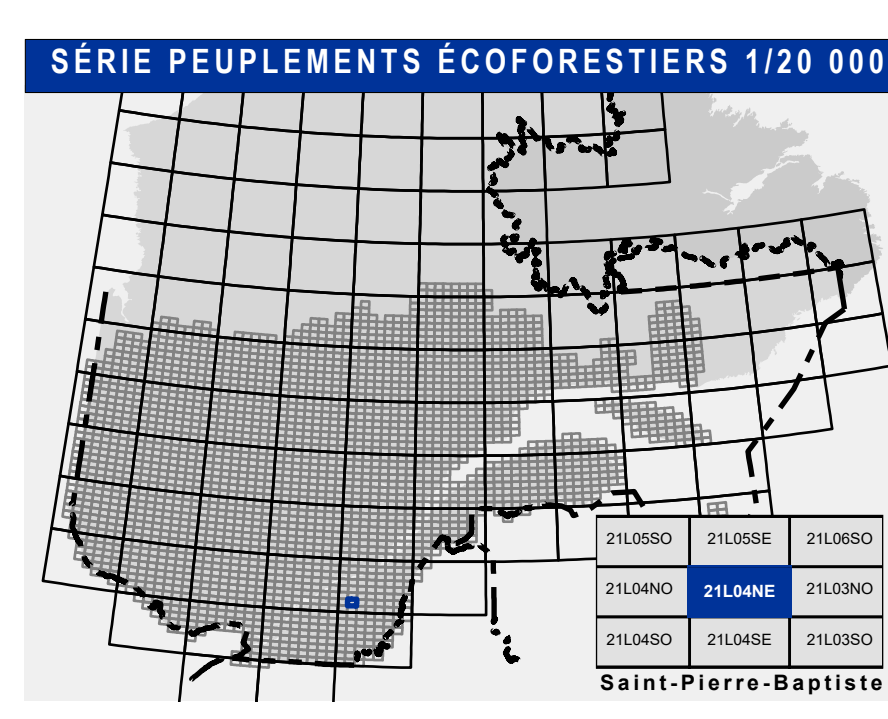 SÉRIE PEUPLEMENTS ÉCOFORESTIERS 1/20 000
21L05SO 21L05SE 21L06SO
21L04NO 21L04NE 21L03NO
21L04SO 21L04SE 21L03SO
Saint-Pierre-Baptiste